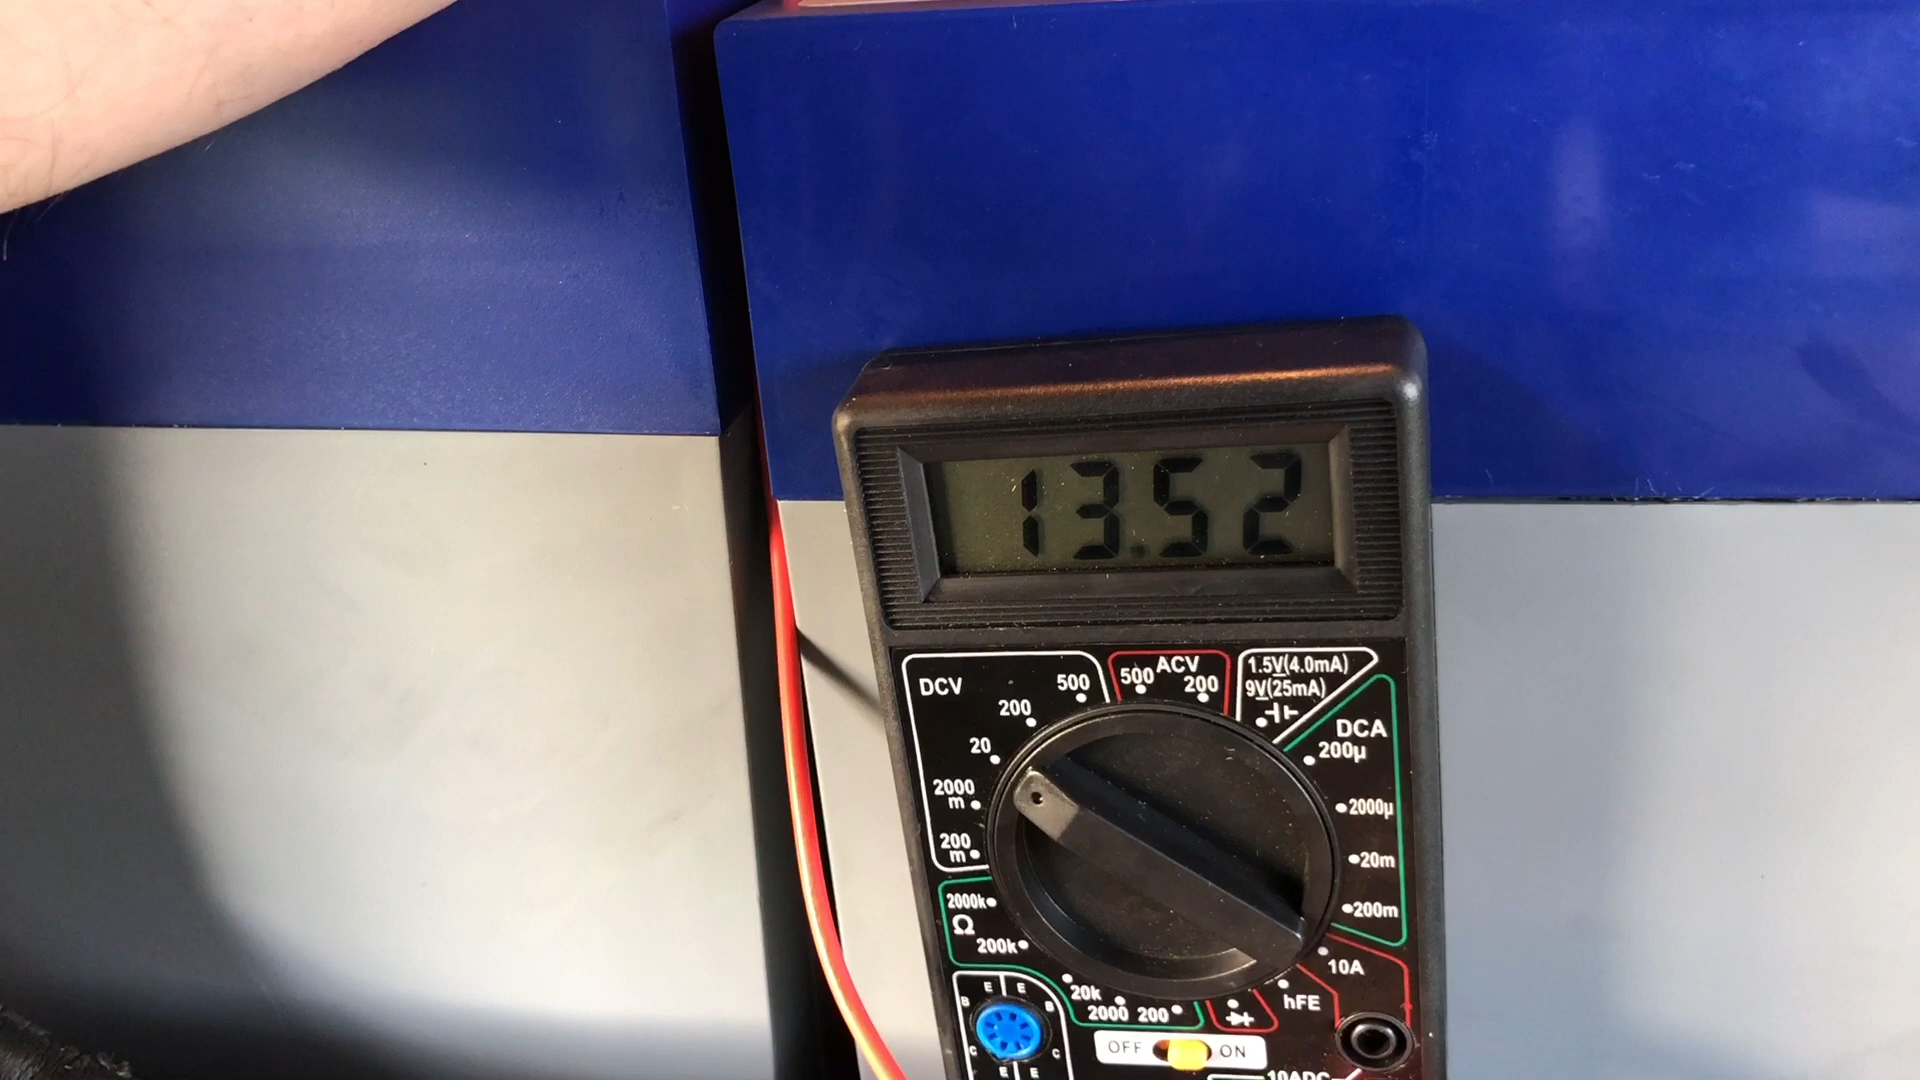 13.52
DCV
500
200
20
2000
m
200
m
ACV
500
200
1.5V(4.0mA)
9V(25mA)
DCA
200μ
2000μ
20m
200m
10A
hFE
2000k
Ω
200k
20k
2000
200
E E
B B
C C
E E
OFF ON
10ADC